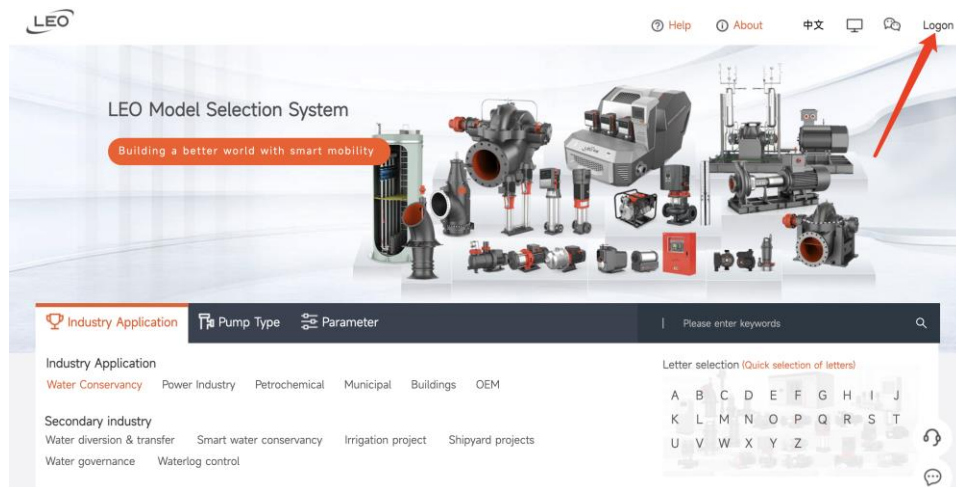 LEO
Help About 中文 Logon
LEO Model Selection System
Building a better world with smart mobility
Industry Application Pump Type Parameter Please enter keywords
Industry Application
Water Conservancy Power Industry Petrochemical Municipal Buildings OEM
Secondary industry
Water diversion & transfer Smart water conservancy Irrigation project Shipyard projects
Water governance Waterlog control
Letter selection (Quick selection of letters)
A B C D E F G H I J
K L M N O P Q R S T
U V W X Y Z